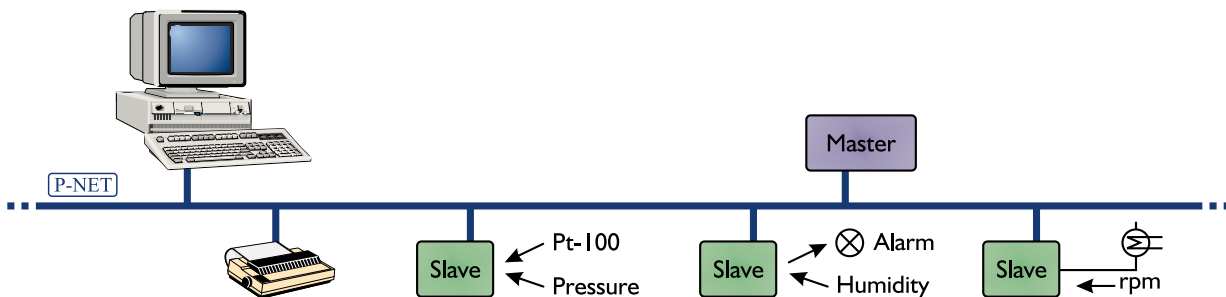 Master
P-NET
Slave
Pt-100
Pressure
Slave
Alarm
Humidity
Slave
rpm